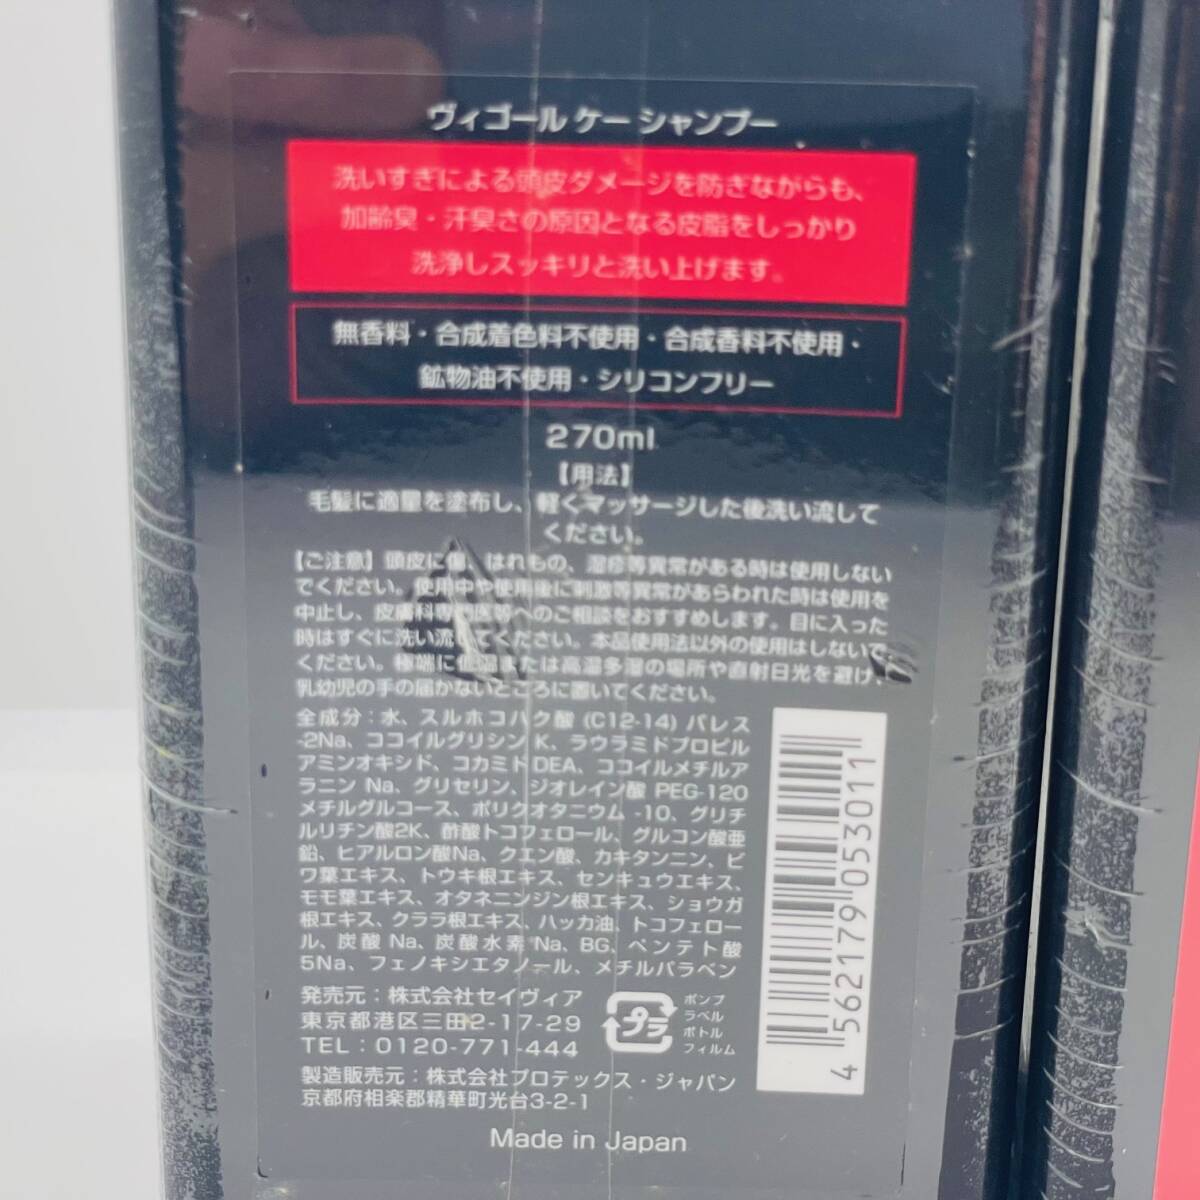 ヴィゴール ケー シャンプー
洗いすぎによる頭皮ダメージを防ぎながらも、
加齢臭・汗臭さの原因となる皮脂をしっかり
洗浄しスッキリと洗い上げます。
無香料・合成着色料不使用・合成香料不使用・
鉱物油不使用・シリコンフリー
270ml
【用法】
毛髪に適量を塗布し、軽くマッサージした後洗い流して
ください。
【ご注意】頭皮に傷、はれもの、湿疹等異常がある時は使用しない
でください。使用中や使用後に刺激等異常があらわれた時は使用を
中止し、皮膚科専門医等へのご相談をおすすめします。目に入った
時はすぐに洗い流してください。本品使用法以外の使用はしないで
ください。極端に低温または高温多湿の場所や直射日光を避け、
乳幼児の手の届かないところに置いてください。
全成分：水、スルホコハク酸 (C12-14) パレス
-2Na、ココイルグリシン K、ラウラミドプロピル
アミンオキシド、コカミド DEA、ココイルメチルア
ラニン Na、グリセリン、ジオレイン酸 PEG-120
メチルグルコース、ポリクオタニウム -10、グリチ
ルリチン酸2K、酢酸トコフェロール、グルコン酸亜
鉛、ヒアルロン酸Na、クエン酸、カキタンニン、ビ
ワ葉エキス、トウキ根エキス、センキュウエキス、
モモ葉エキス、オタネニンジン根エキス、ショウガ
根エキス、クララ根エキス、ハッカ油、トコフェロー
ル、炭酸 Na、炭酸水素 Na、BG、ペンテト酸
5Na、フェノキシエタノール、メチルパラベン
発売元：株式会社セイヴィア
東京都港区三田2-17-29
TEL：0120-771-444
プラ
ポンプ
ラベル
ボトル
フィルム
製造販売元：株式会社プロテックス・ジャパン
京都府相楽郡精華町光台3-2-1
Made in Japan
4 562179 053011